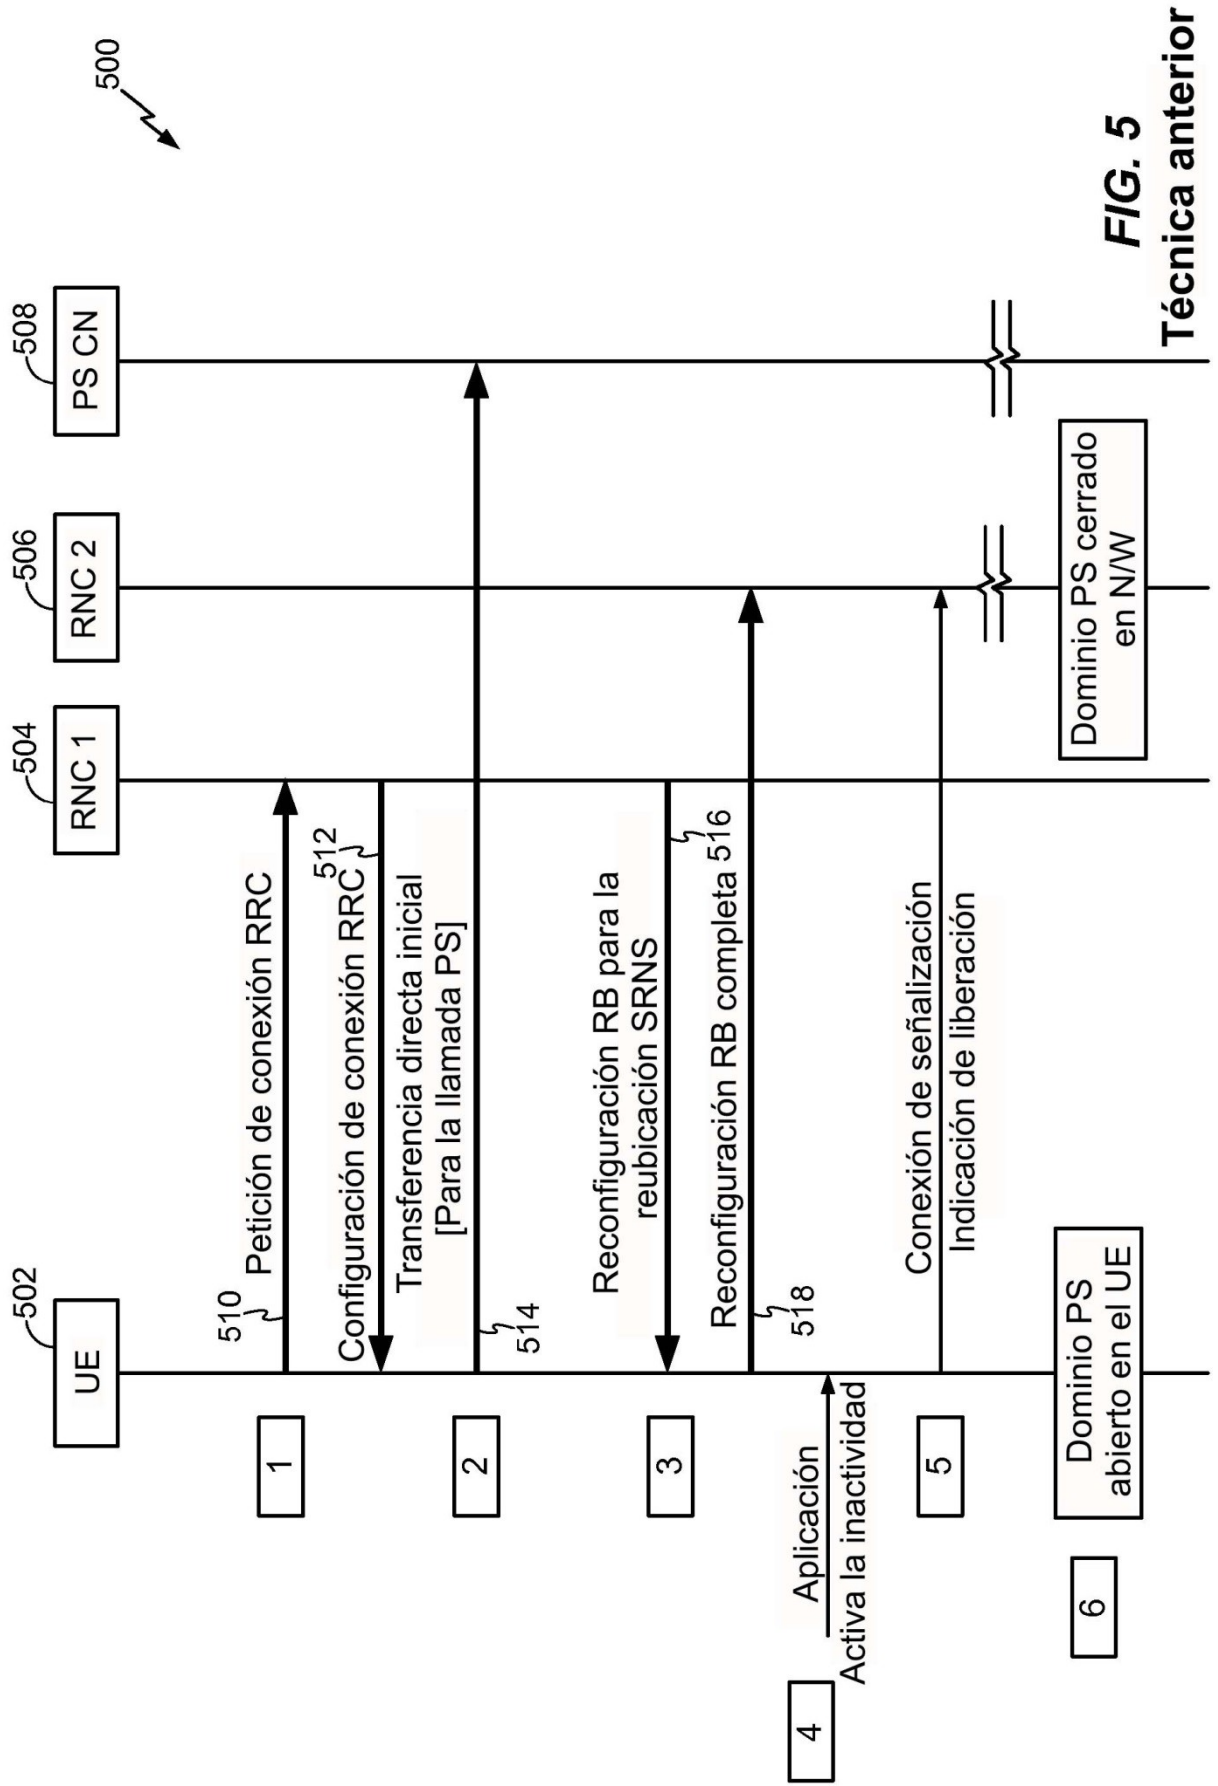 500
502
UE
504
RNC 1
506
RNC 2
508
PS CN
1
510
Petición de conexión RRC
512
Configuración de conexión RRC
2
Transferencia directa inicial
[Para la llamada PS]
514
3
Reconfiguración RB para la
reubicación SRNS
516
Reconfiguración RB completa
518
4
Aplicación
Activa la inactividad
5
Conexión de señalización
Indicación de liberación
6
Dominio PS
abierto en el UE
Dominio PS cerrado
en N/W
FIG. 5
Técnica anterior